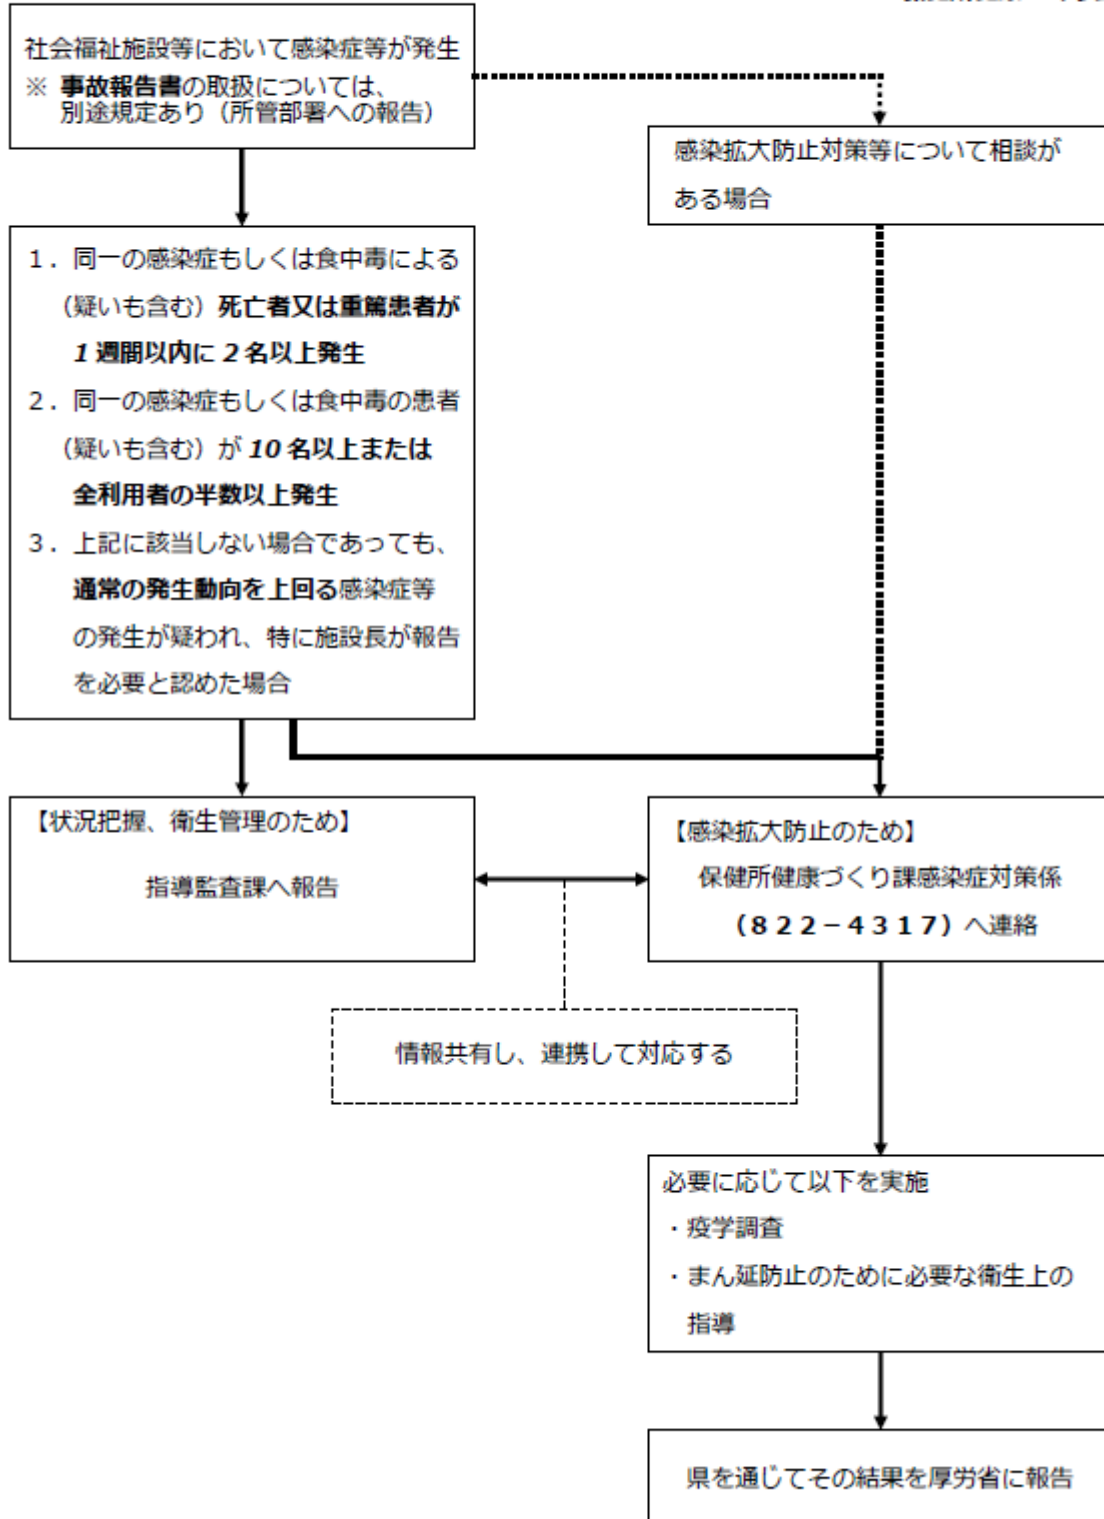 社会福祉施設等において感染症等が発生
※ 事故報告書の取扱については、
別途規定あり（所管部署への報告）
感染拡大防止対策等について相談が
ある場合
１．同一の感染症もしくは食中毒による
（疑いも含む）死亡者又は重篤患者が
1 週間以内に 2 名以上発生
２．同一の感染症もしくは食中毒の患者
（疑いも含む）が 10 名以上または
全利用者の半数以上発生
３．上記に該当しない場合であっても、
通常の発生動向を上回る感染症等
の発生が疑われ、特に施設長が報告
を必要と認めた場合
【状況把握、衛生管理のため】
指導監査課へ報告
【感染拡大防止のため】
保健所健康づくり課感染症対策係
（８２２－４３１７）へ連絡
情報共有し、連携して対応する
必要に応じて以下を実施
・疫学調査
・まん延防止のために必要な衛生上の
指導
県を通じてその結果を厚労省に報告